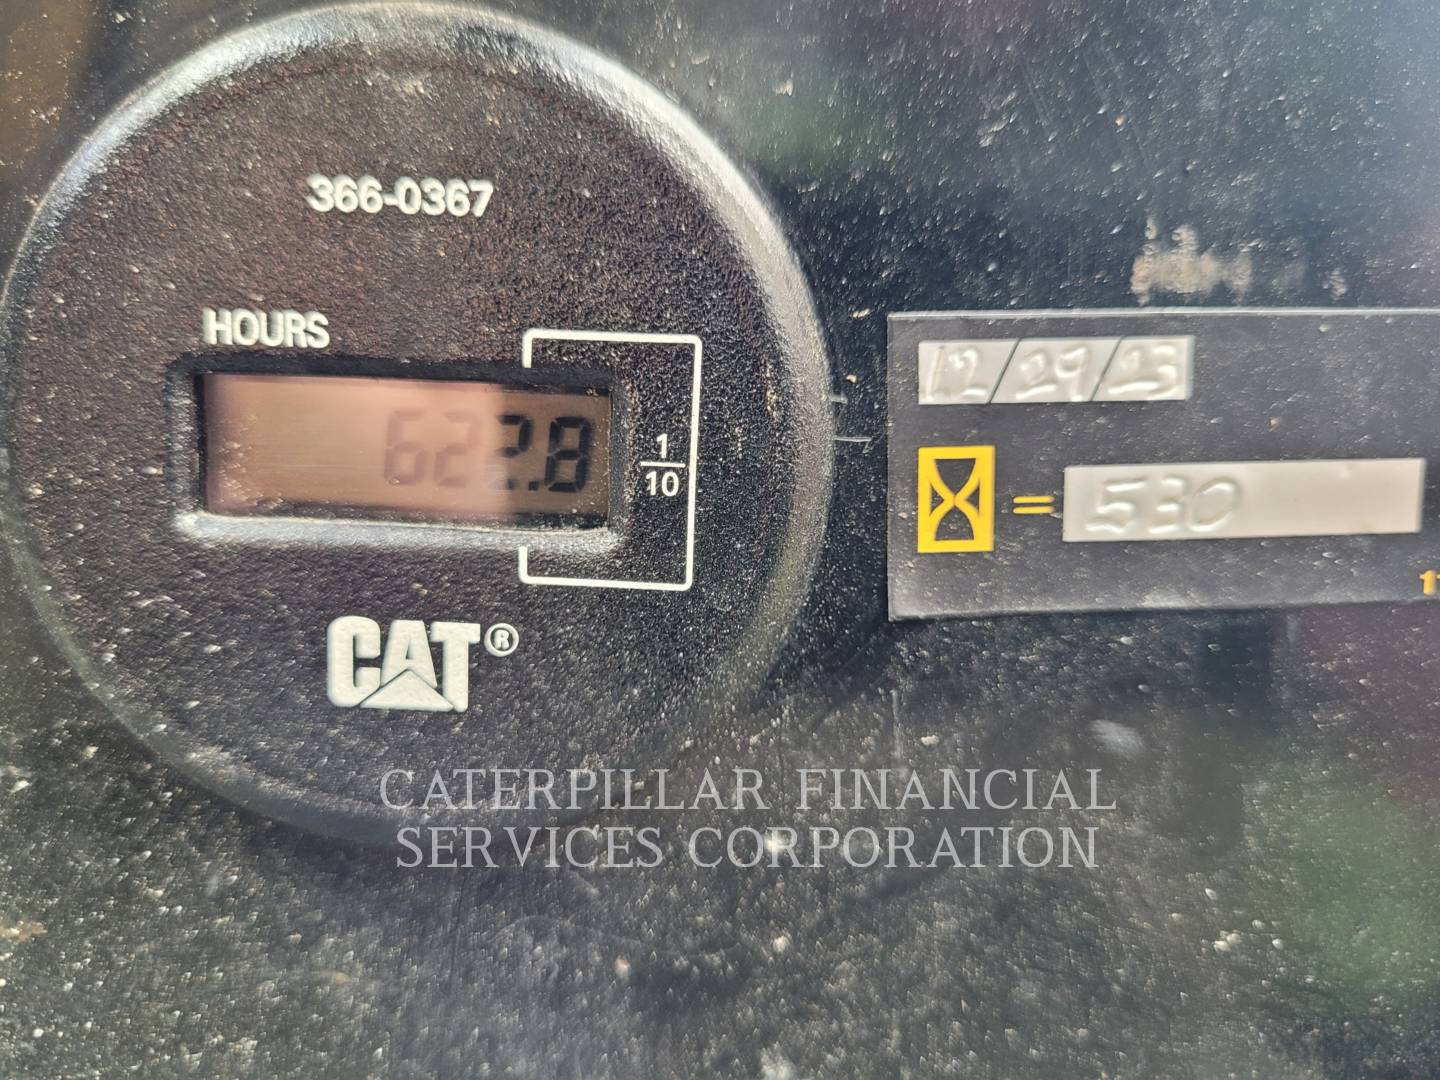 366-0367
HOURS
622.8
1
10
CAT®
12/29/23
= 530
CATERPILLAR FINANCIAL
SERVICES CORPORATION